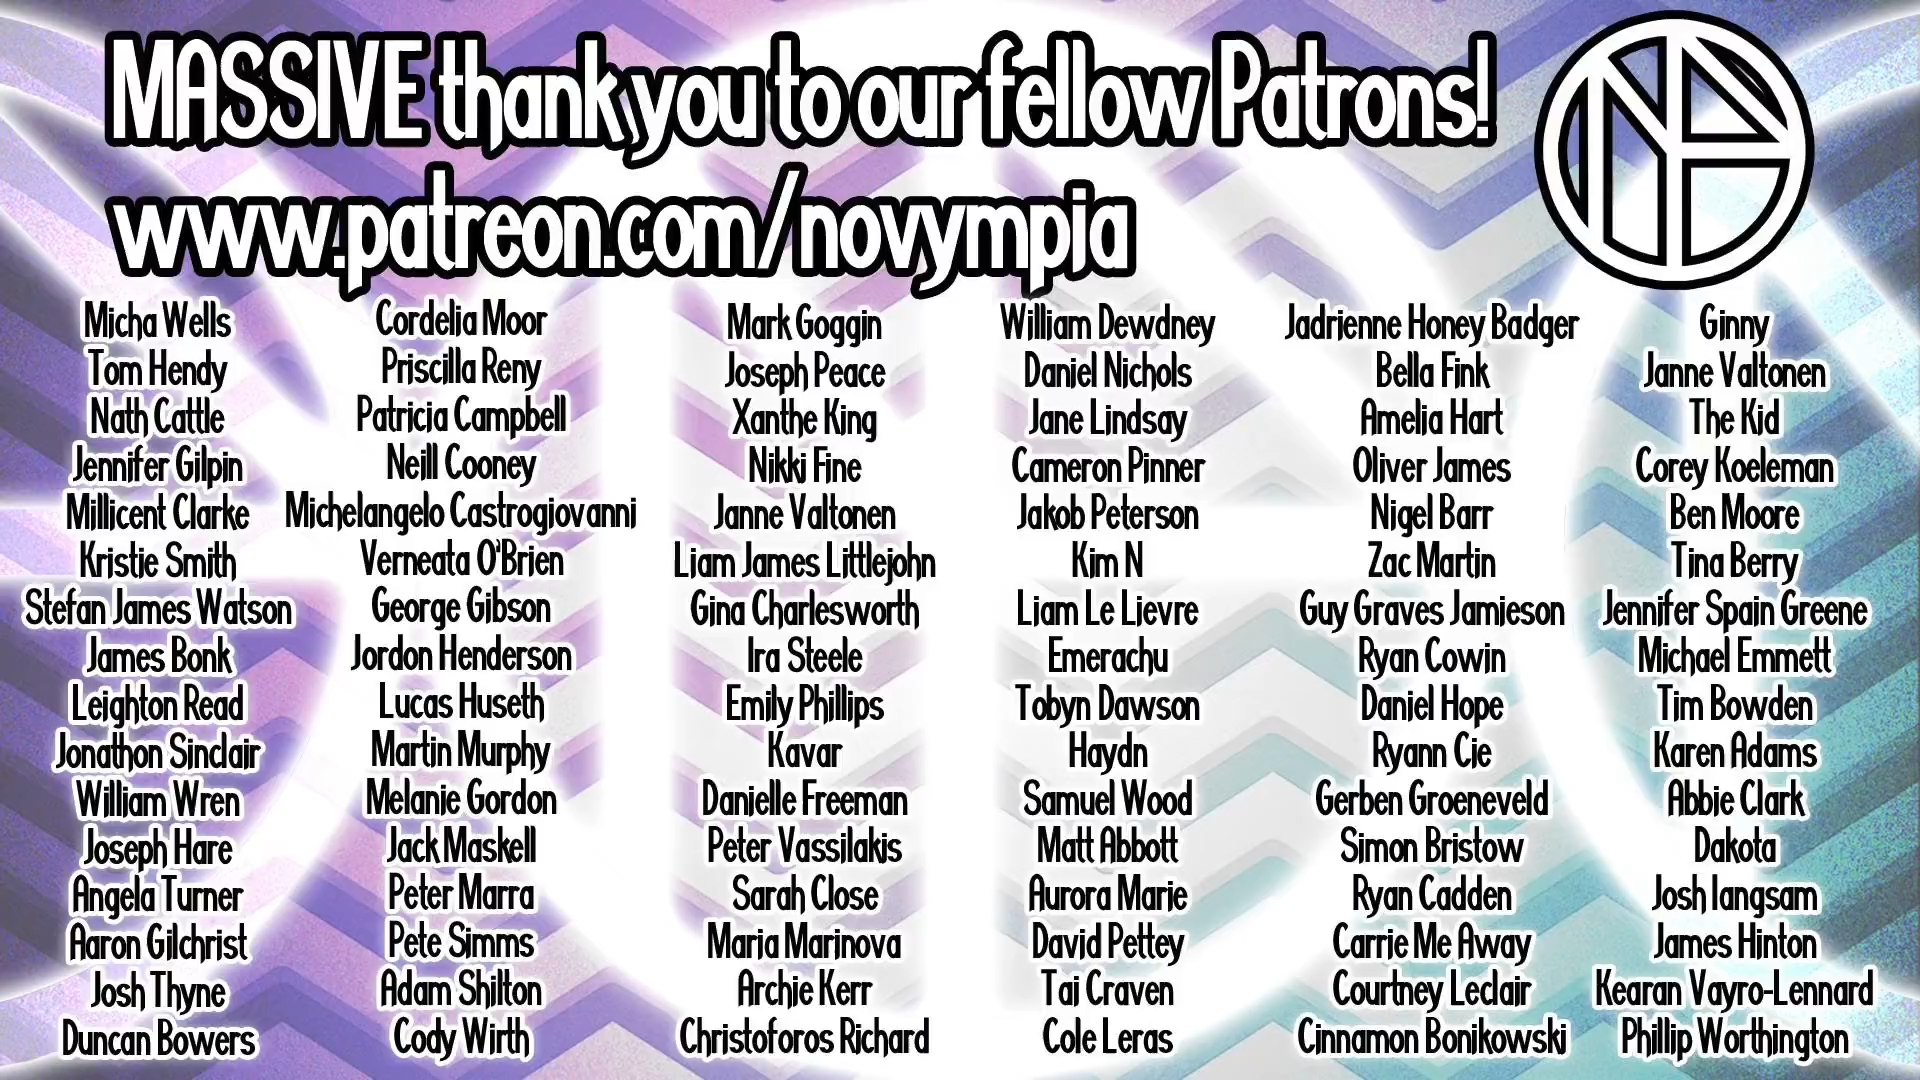 MASSIVE thank you to our fellow Patrons!
www.patreon.com/novympia
Micha Wells
Tom Hendy
Nath Cattle
Jennifer Gilpin
Millicent Clarke
Kristie Smith
Stefan James Watson
James Bonk
Leighton Read
Jonathon Sinclair
William Wren
Joseph Hare
Angela Turner
Aaron Gilchrist
Josh Thyne
Duncan Bowers
Cordelia Moor
Priscilla Reny
Patricia Campbell
Neill Cooney
Michelangelo Castrogiovanni
Verneata O'Brien
George Gibson
Jordon Henderson
Lucas Huseth
Martin Murphy
Melanie Gordon
Jack Maskell
Peter Marra
Pete Simms
Adam Shilton
Cody Wirth
Mark Goggin
Joseph Peace
Xanthe King
Nikki Fine
Janne Valtonen
Liam James Littlejohn
Gina Charlesworth
Ira Steele
Emily Phillips
Kavar
Danielle Freeman
Peter Vassilakis
Sarah Close
Maria Marinova
Archie Kerr
Christoforos Richard
William Dewdney
Daniel Nichols
Jane Lindsay
Cameron Pinner
Jakob Peterson
Kim N
Liam Le Lievre
Emerachu
Tobyn Dawson
Haydn
Samuel Wood
Matt Abbott
Aurora Marie
David Pettey
Tai Craven
Cole Leras
Jadrienne Honey Badger
Bella Fink
Amelia Hart
Oliver James
Nigel Barr
Zac Martin
Guy Graves Jamieson
Ryan Cowin
Daniel Hope
Ryann Cie
Gerben Groeneveld
Simon Bristow
Ryan Cadden
Carrie Me Away
Courtney Leclair
Cinnamon Bonikowski
Ginny
Janne Valtonen
The Kid
Corey Koeleman
Ben Moore
Tina Berry
Jennifer Spain Greene
Michael Emmett
Tim Bowden
Karen Adams
Abbie Clark
Dakota
Josh langsam
James Hinton
Kearan Vayro-Lennard
Phillip Worthington